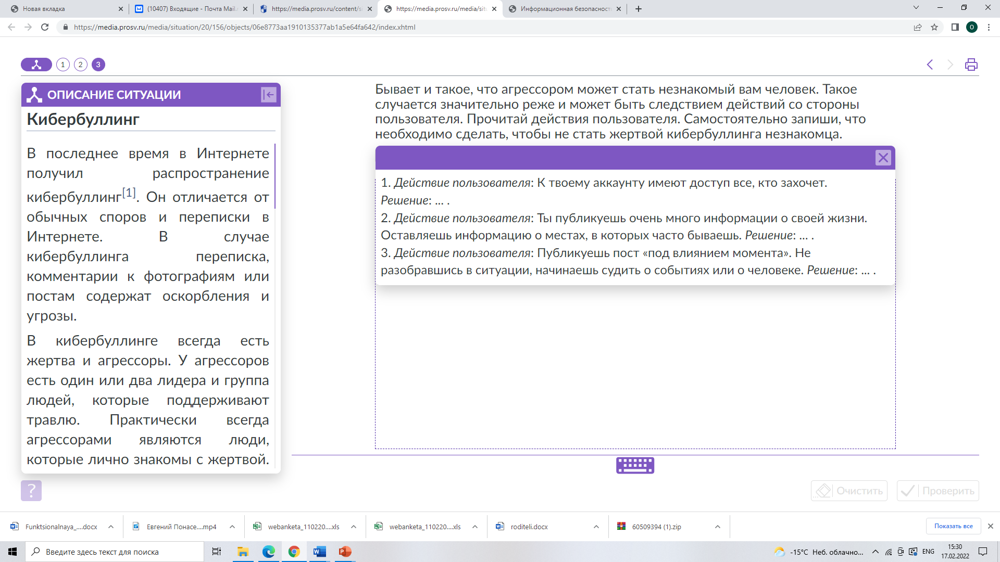 Новая вкладка
(10407) Входящие - Почта Mail.
https://media.prosv.ru/content/si
https://media.prosv.ru/media/situ
Информационная безопасность
https://media.prosv.ru/media/situation/20/156/objects/06e8773aa1910135377ab1a5e64fa642/index.xhtml
O
1 2 3
ОПИСАНИЕ СИТУАЦИИ
Кибербуллинг
В последнее время в Интернете
получил распространение
кибербуллинг[1]. Он отличается от
обычных споров и переписки в
Интернете. В случае
кибербуллинга переписка,
комментарии к фотографиям или
постам содержат оскорбления и
угрозы.
В кибербуллинге всегда есть
жертва и агрессоры. У агрессоров
есть один или два лидера и группа
людей, которые поддерживают
травлю. Практически всегда
агрессорами являются люди,
которые лично знакомы с жертвой.
Бывает и такое, что агрессором может стать незнакомый вам человек. Такое
случается значительно реже и может быть следствием действий со стороны
пользователя. Прочитай действия пользователя. Самостоятельно запиши, что
необходимо сделать, чтобы не стать жертвой кибербуллинга незнакомца.
1. Действие пользователя: К твоему аккаунту имеют доступ все, кто захочет.
Решение: ... .
2. Действие пользователя: Ты публикуешь очень много информации о своей жизни.
Оставляешь информацию о местах, в которых часто бываешь. Решение: ... .
3. Действие пользователя: Публикуешь пост «под влиянием момента». Не
разобравшись в ситуации, начинаешь судить о событиях или о человеке. Решение: ... .
?
Очистить
Проверить
Funktsionalnaya_....docx
Евгений Понасе....mp4
webanketa_110220....xls
webanketa_110220....xls
roditeli.docx
60509394 (1).zip
Показать все
Введите здесь текст для поиска
-15°C Неб. облачно...
ENG
15:30
17.02.2022